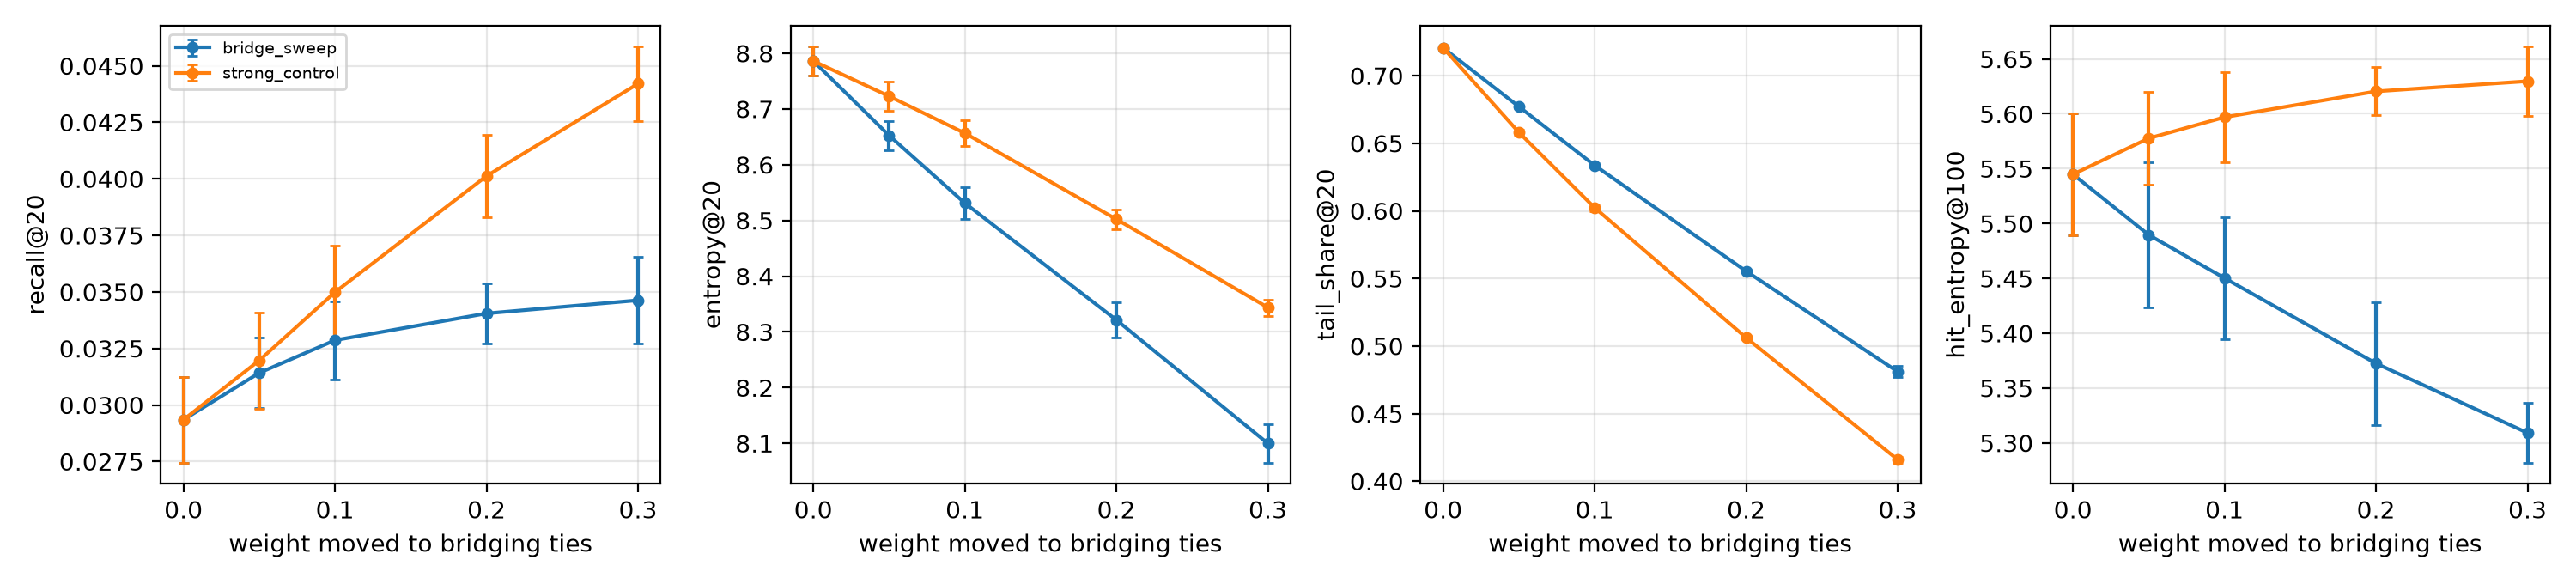 recall@20
0.0450
0.0425
0.0400
0.0375
0.0350
0.0325
0.0300
0.0275
bridge_sweep
strong_control
0.0 0.1 0.2 0.3
weight moved to bridging ties
entropy@20
8.8
8.7
8.6
8.5
8.4
8.3
8.2
8.1
0.0 0.1 0.2 0.3
weight moved to bridging ties
tail_share@20
0.70
0.65
0.60
0.55
0.50
0.45
0.40
0.0 0.1 0.2 0.3
weight moved to bridging ties
hit_entropy@100
5.65
5.60
5.55
5.50
5.45
5.40
5.35
5.30
0.0 0.1 0.2 0.3
weight moved to bridging ties